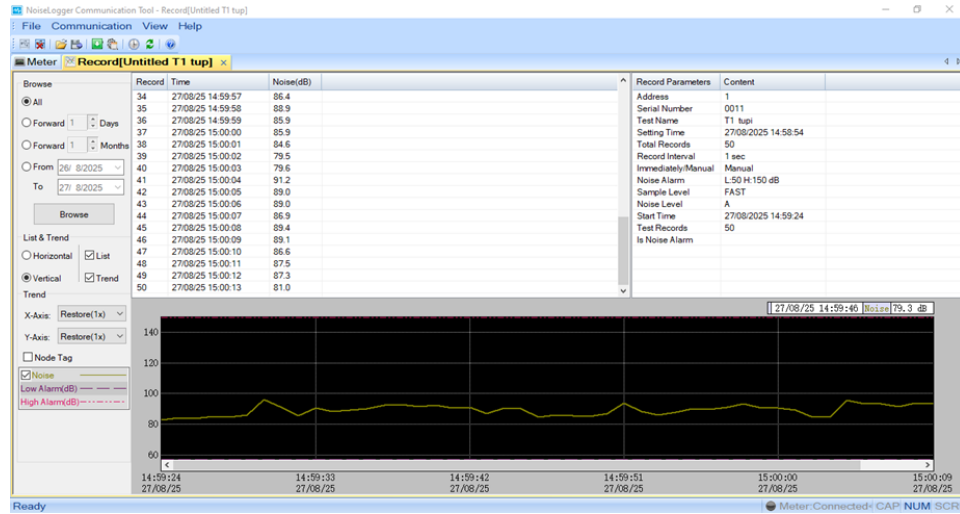 NoiseLogger Communication Tool - Record[Untitled T1 tup]
File Communication View Help
Meter Record[Untitled T1 tup] ×
Browse
All
Forward 1 Days
Forward 1 Months
From 26/ 8/2025
To 27/ 8/2025
Browse
List & Trend
Horizontal List
Vertical Trend
Trend
X-Axis: Restore(1x)
Y-Axis: Restore(1x)
Node Tag
Noise
Low Alarm(dB)
High Alarm(dB)
Record Time Noise(dB)
34 27/08/25 14:59:57 86.4
35 27/08/25 14:59:58 88.9
36 27/08/25 14:59:59 85.9
37 27/08/25 15:00:00 85.9
38 27/08/25 15:00:01 84.6
39 27/08/25 15:00:02 79.5
40 27/08/25 15:00:03 79.6
41 27/08/25 15:00:04 91.2
42 27/08/25 15:00:05 89.0
43 27/08/25 15:00:06 89.0
44 27/08/25 15:00:07 86.9
45 27/08/25 15:00:08 89.4
46 27/08/25 15:00:09 89.1
47 27/08/25 15:00:10 86.6
48 27/08/25 15:00:11 87.5
49 27/08/25 15:00:12 87.3
50 27/08/25 15:00:13 81.0
Record Parameters Content
Address 1
Serial Number 0011
Test Name T1 tupi
Setting Time 27/08/2025 14:58:54
Total Records 50
Record Interval 1 sec
Immediately/Manual Manual
Noise Alarm L:50 H:150 dB
Sample Level FAST
Noise Level A
Start Time 27/08/2025 14:59:24
Test Records 50
Is Noise Alarm
27/08/25 14:59:46 Noise 79.3 dB
140
120
100
80
60
14:59:24 14:59:33 14:59:42 14:59:51 15:00:00 15:00:09
27/08/25 27/08/25 27/08/25 27/08/25 27/08/25 27/08/25
Ready Meter:Connected CAP NUM SCR